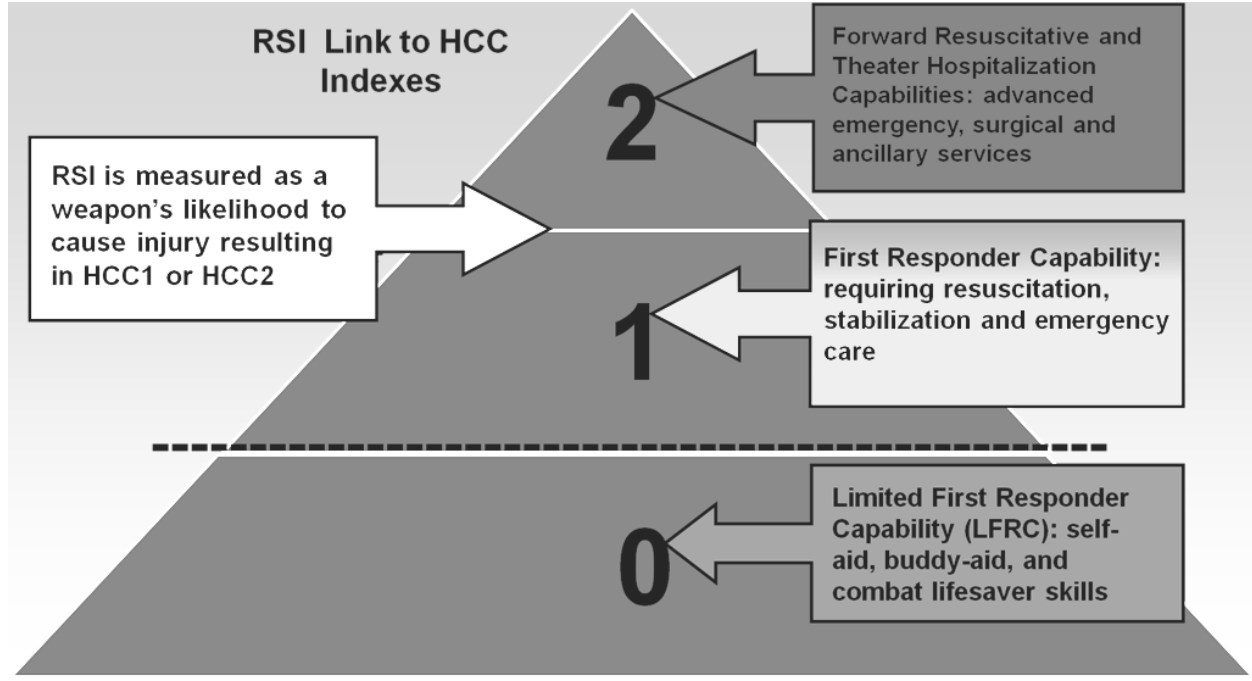 RSI Link to HCC
Indexes
2
Forward Resuscitative and
Theater Hospitalization
Capabilities: advanced
emergency, surgical and
ancillary services
RSI is measured as a
weapon's likelihood to
cause injury resulting
in HCC1 or HCC2
1
First Responder Capability:
requiring resuscitation,
stabilization and emergency
care
0
Limited First Responder
Capability (LFRC): self-
aid, buddy-aid, and
combat lifesaver skills